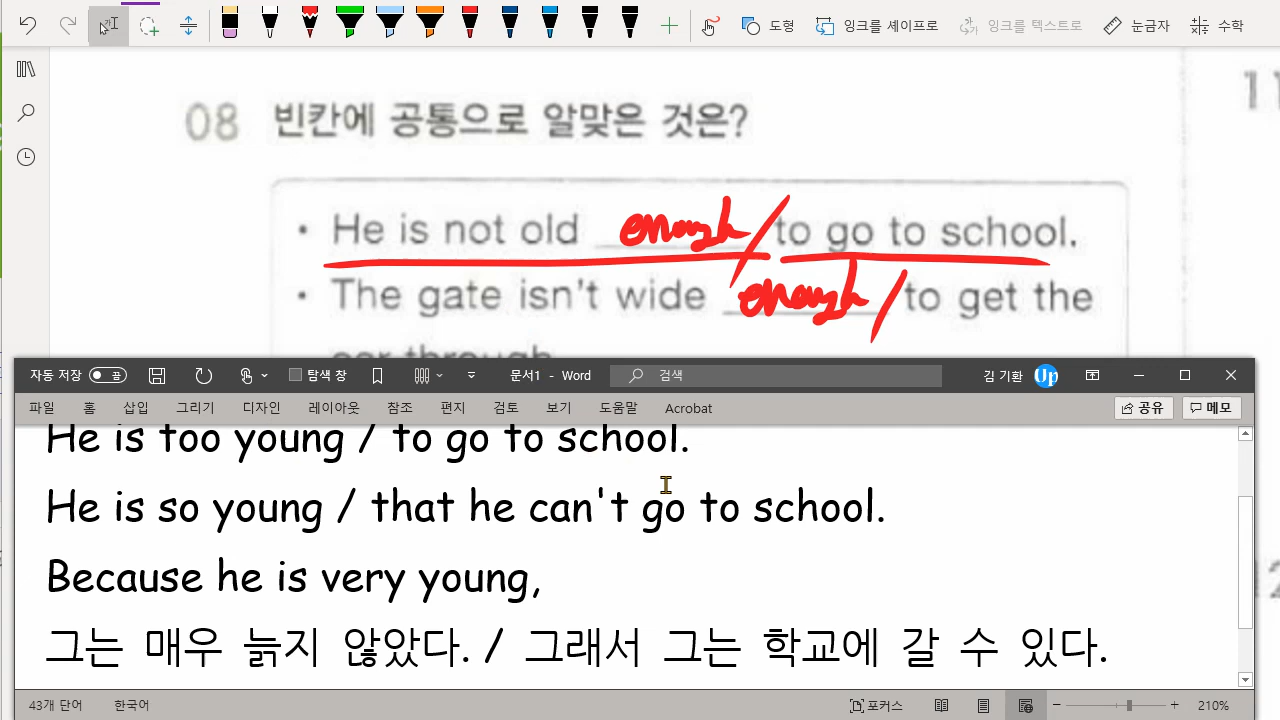 도형
잉크를 셰이프로
잉크를 텍스트로
눈금자
수학
08 빈칸에 공통으로 알맞은 것은?
11
• He is not old enough / to go to school.
• The gate isn't wide enough / to get the
car through.
자동 저장
탐색 창
문서1 - Word
검색
김 기환
Up
파일 홈 삽입 그리기 디자인 레이아웃 참조 편지 검토 보기 도움말 Acrobat
공유
메모
He is too young / to go to school.
He is so young / that he can't go to school.
Because he is very young,
그는 매우 늙지 않았다. / 그래서 그는 학교에 갈 수 있다.
43개 단어 한국어
포커스
210%